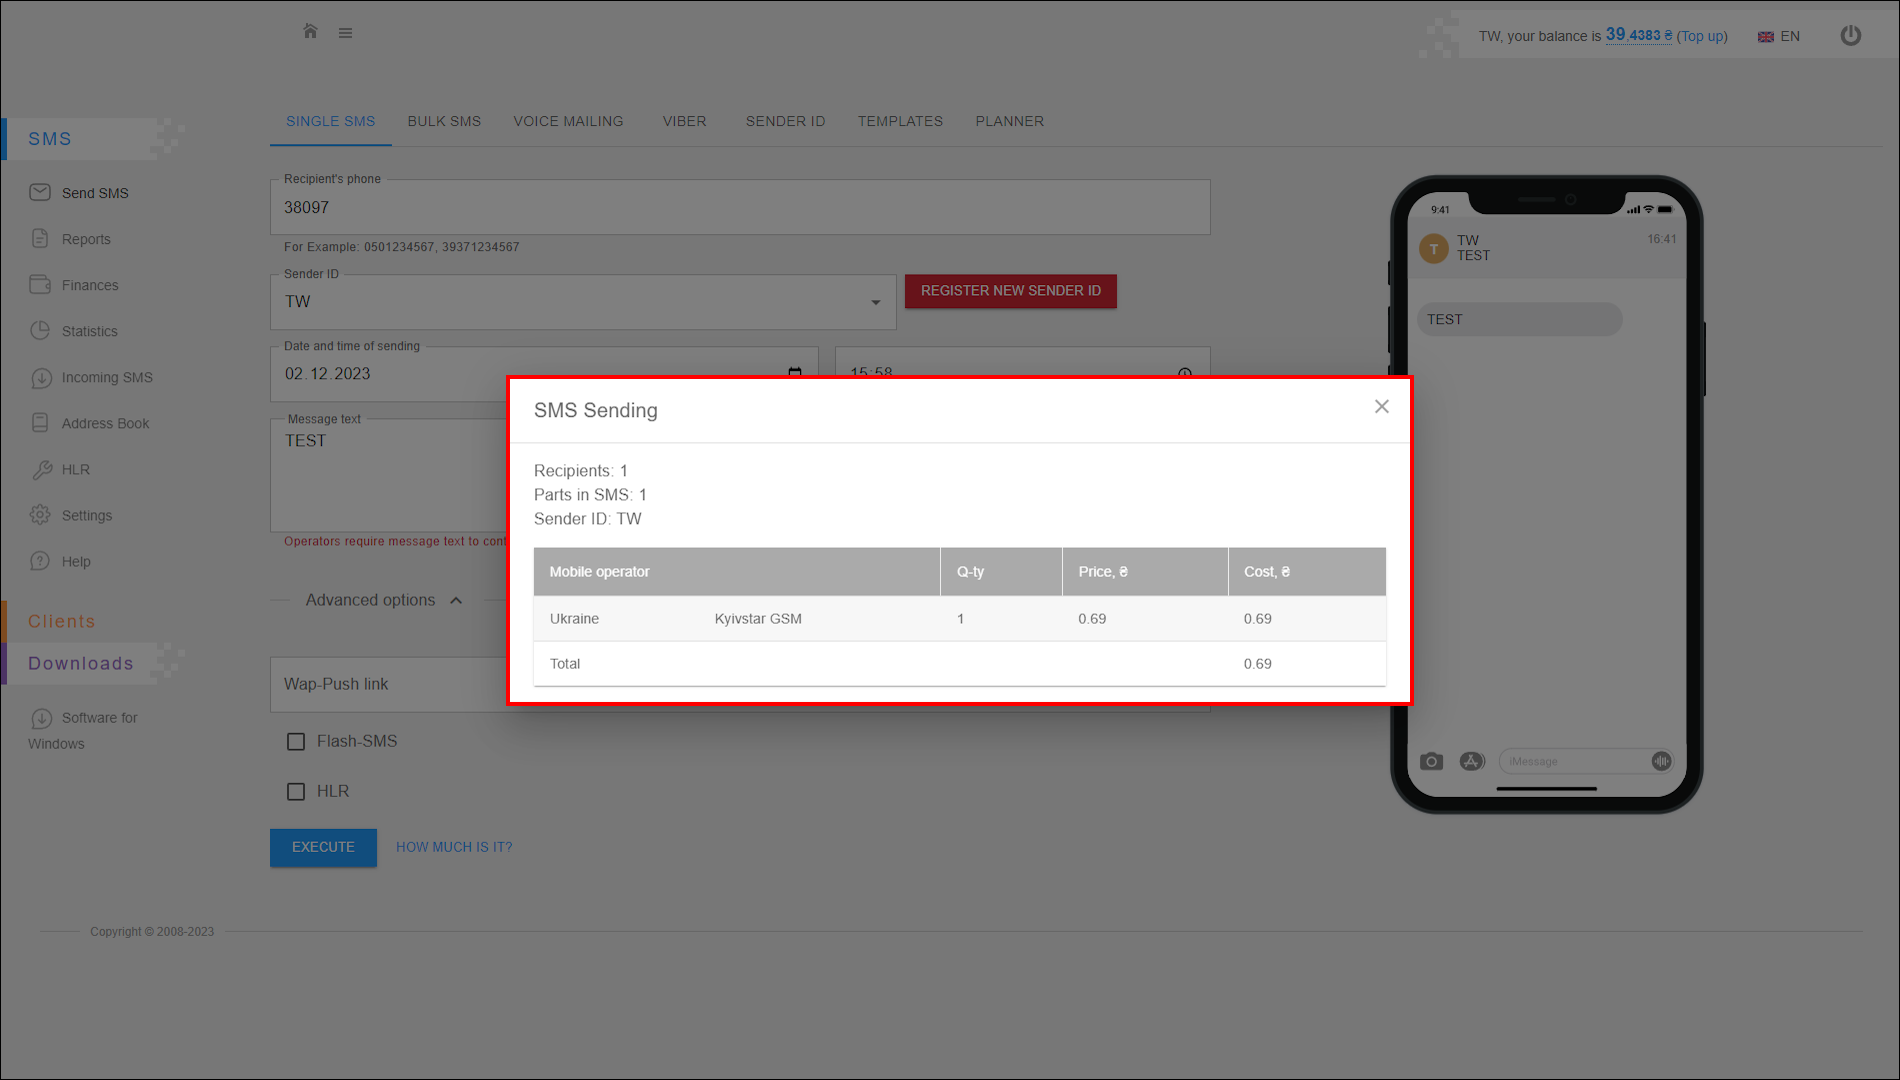 TW, your balance is 39.4383 ₴ (Top up)
EN
SMS
Send SMS
Reports
Finances
Statistics
Incoming SMS
Address Book
HLR
Settings
Help
Clients
Downloads
Software for
Windows
SINGLE SMS BULK SMS VOICE MAILING VIBER SENDER ID TEMPLATES PLANNER
Recipient's phone
38097
For Example: 0501234567, 39371234567
Sender ID
TW
REGISTER NEW SENDER ID
Date and time of sending
02.12.2023
15:58
Message text
TEST
Operators require message text to cont
Advanced options
Wap-Push link
Flash-SMS
HLR
EXECUTE
HOW MUCH IS IT?
SMS Sending
Recipients: 1
Parts in SMS: 1
Sender ID: TW
Mobile operator Q-ty Price, ₴ Cost, ₴
Ukraine Kyivstar GSM 1 0.69 0.69
Total 0.69
9:41
T
TW
TEST
16:41
TEST
iMessage
Copyright © 2008-2023